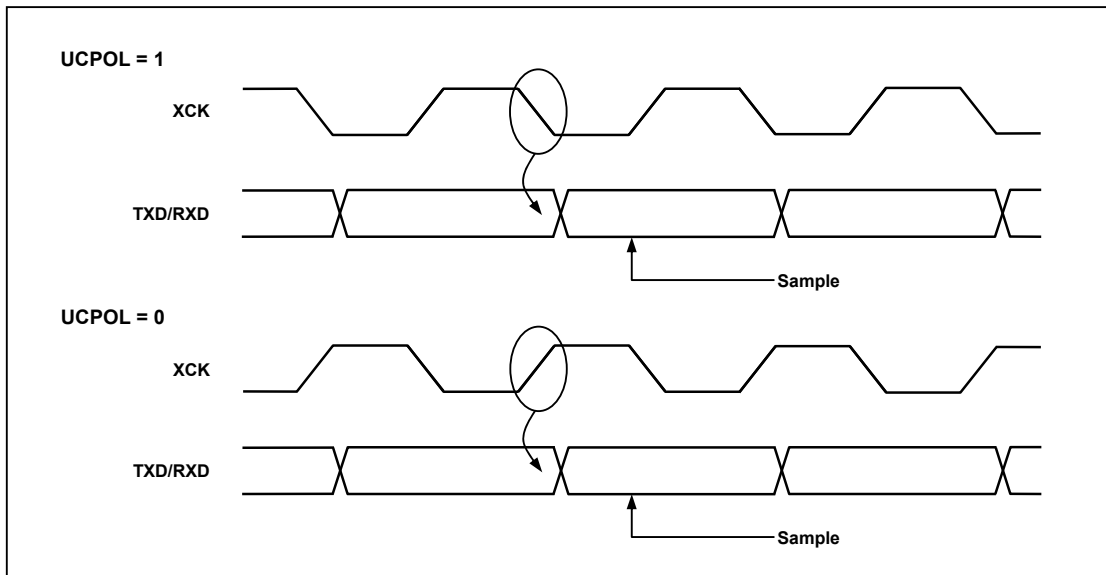 UCPOL = 1
XCK
TXD/RXD
Sample
UCPOL = 0
XCK
TXD/RXD
Sample